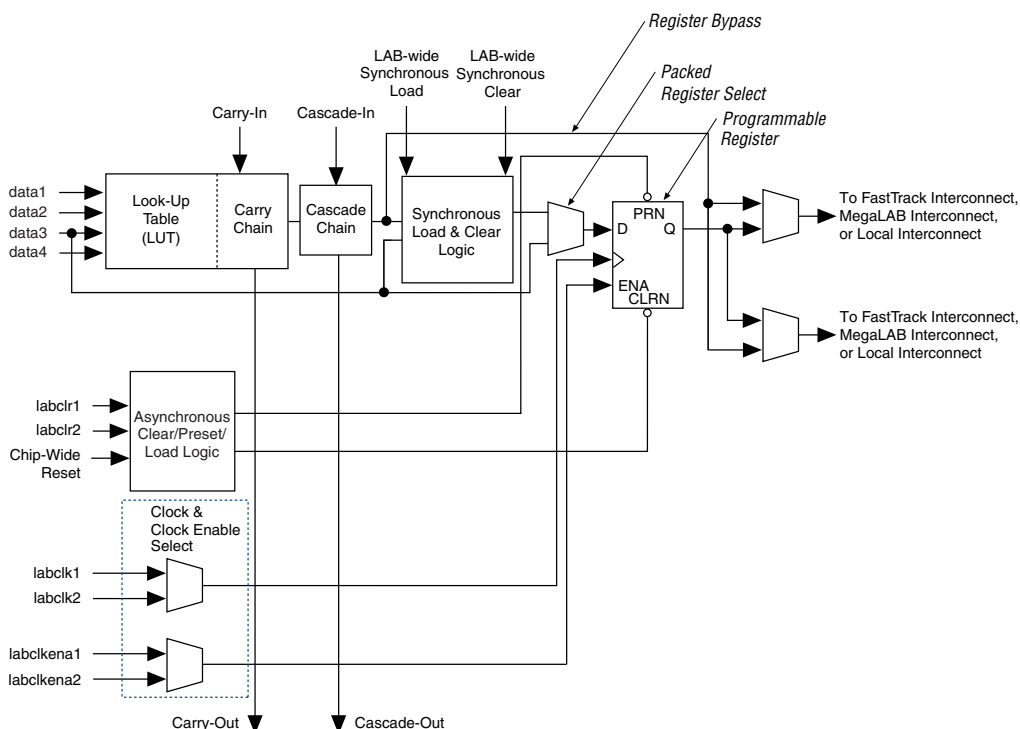 Register Bypass
LAB-wide
Synchronous
Load
LAB-wide
Synchronous
Clear
Packed
Register Select
Carry-In
Cascade-In
Programmable
Register
data1
data2
data3
data4
Look-Up
Table
(LUT)
Carry
Chain
Cascade
Chain
Synchronous
Load & Clear
Logic
PRN
D
Q
ENA
CLRN
To FastTrack Interconnect,
MegaLAB Interconnect,
or Local Interconnect
To FastTrack Interconnect,
MegaLAB Interconnect,
or Local Interconnect
labclr1
labclr2
Chip-Wide
Reset
Asynchronous
Clear/Preset/
Load Logic
Clock &
Clock Enable
Select
labclk1
labclk2
labclkena1
labclkena2
Carry-Out
Cascade-Out